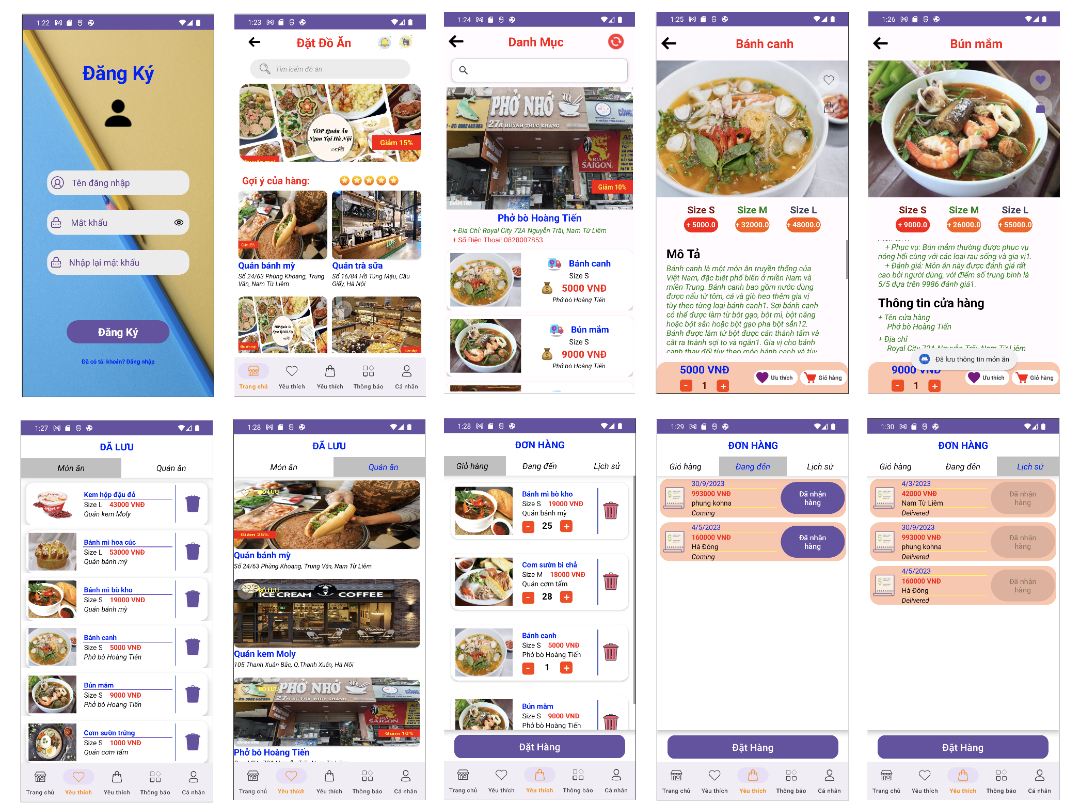 1:22
Đăng Ký
Tên đăng nhập
Mật khẩu
Nhập lại mật khẩu
Đăng Ký
Đã có tài khoản? Đăng nhập
1:23
Đặt Đồ Ăn
Tìm kiếm đồ ăn
TOP Quán Ăn
Ngon Tại Hà Nội
Giảm 15%
Gợi ý cửa hàng:
Quán bánh mỳ
Số 24/63 Phùng Khoang, Trung
Văn, Nam Từ Liêm
Quán trà sữa
Số 16/84 Hồ Tùng Mậu, Cầu
Giấy, Hà Nội
Trang chủ
Yêu thích
Yêu thích
Thông báo
Cá nhân
1:24
Danh Mục
PHỞ NHỚ
27A HUỲNH THÚC KHÁNG
SAIGON
Giảm 10%
Phở bò Hoàng Tiến
+ Địa Chỉ: Royal City 72A Nguyễn Trãi, Nam Từ Liêm
+ Số Điện Thoại: 0828007853
Bánh canh
Size S
5000 VNĐ
Phở bò Hoàng Tiến
Bún mắm
Size S
9000 VNĐ
Phở bò Hoàng Tiến
1:25
Bánh canh
Size S
Size M
Size L
+ 5000.0
+ 32000.0
+ 48000.0
Mô Tả
Bánh canh là một món ăn truyền thống của
Việt Nam, đặc biệt phổ biến ở miền Nam và
miền Trung. Bánh canh bao gồm nước dùng
được nấu từ tôm, cá và giò heo thêm gia vị
tùy theo từng loại bánh canh1. Sợi bánh canh
có thể được làm từ bột gạo, bột mì, bột năng
hoặc bột sắn hoặc bột gạo pha bột sắn12.
Bánh được làm từ bột được cán thành tấm và
cắt ra thành sợi to và ngắn1. Gia vị cho bánh
canh thay đổi tùy theo món bánh canh và tùy
5000 VNĐ
-
1
+
Ưu thích
Giỏ hàng
1:26
Bún mắm
Size S
Size M
Size L
+ 9000.0
+ 26000.0
+ 55000.0
+ Phục vụ: Bún mắm thường được phục vụ
nóng hổi cùng với các loại rau sống và gia vị1.
+ Đánh giá: Món ăn này được đánh giá rất
cao bởi người dùng, với điểm số trung bình là
5/5 dựa trên 9986 đánh giá1.
Thông tin cửa hàng
+ Tên cửa hàng
Phở bò Hoàng Tiến
+ Địa chỉ
Royal City 72A Nguyễn Trãi, Nam Từ Liêm
Đã lưu thông tin món ăn
9000 VNĐ
-
1
+
Ưu thích
Giỏ hàng
1:27
ĐÃ LƯU
Món ăn
Quán ăn
Kem hộp đậu đỏ
Size L 43000 VNĐ
Quán kem Moly
Bánh mì hoa cúc
Size L 53000 VNĐ
Quán bánh mỳ
Bánh mì bò kho
Size S 19000 VNĐ
Quán bánh mỳ
Bánh canh
Size S 5000 VNĐ
Phở bò Hoàng Tiến
Bún mắm
Size S 9000 VNĐ
Phở bò Hoàng Tiến
Cơm sườn trứng
Size S 1000 VNĐ
Quán cơm tấm
Trang chủ
Yêu thích
Yêu thích
Thông báo
Cá nhân
1:28
ĐÃ LƯU
Món ăn
Quán ăn
Giảm 25%
Quán bánh mỳ
Số 24/63 Phùng Khoang, Trung Văn, Nam Từ Liêm
ICE CREAM
COFFEE
Quán kem Moly
105 Thanh Xuân Bắc, Q.Thanh Xuân, Hà Nội
PHỞ NHỚ
27A HUỲNH THÚC KHÁNG
SAIGON
Giảm 10%
Phở bò Hoàng Tiến
Trang chủ
Yêu thích
Yêu thích
Thông báo
Cá nhân
1:28
ĐƠN HÀNG
Giỏ hàng
Đang đến
Lịch sử
Bánh mì bò kho
Size S 19000 VNĐ
Quán bánh mỳ
-
25
+
Cơm sườn bì chả
Size M 18000 VNĐ
Quán cơm tấm
-
28
+
Bánh canh
Size S 5000 VNĐ
Phở bò Hoàng Tiến
-
1
+
Bún mắm
Size S 9000 VNĐ
Phở bò Hoàng Tiến
Đặt Hàng
Trang chủ
Yêu thích
Yêu thích
Thông báo
Cá nhân
1:29
ĐƠN HÀNG
Giỏ hàng
Đang đến
Lịch sử
30/9/2023
993000 VNĐ
phung konna
Coming
Đã nhận
hàng
4/5/2023
160000 VNĐ
Hà Đông
Coming
Đã nhận
hàng
Đặt Hàng
Trang chủ
Yêu thích
Yêu thích
Thông báo
Cá nhân
1:30
ĐƠN HÀNG
Giỏ hàng
Đang đến
Lịch sử
4/3/2023
42000 VNĐ
Nam Từ Liêm
Delivered
Đã nhận
hàng
30/9/2023
993000 VNĐ
phung konna
Delivered
Đã nhận
hàng
4/5/2023
160000 VNĐ
Hà Đông
Delivered
Đã nhận
hàng
Đặt Hàng
Trang chủ
Yêu thích
Yêu thích
Thông báo
Cá nhân